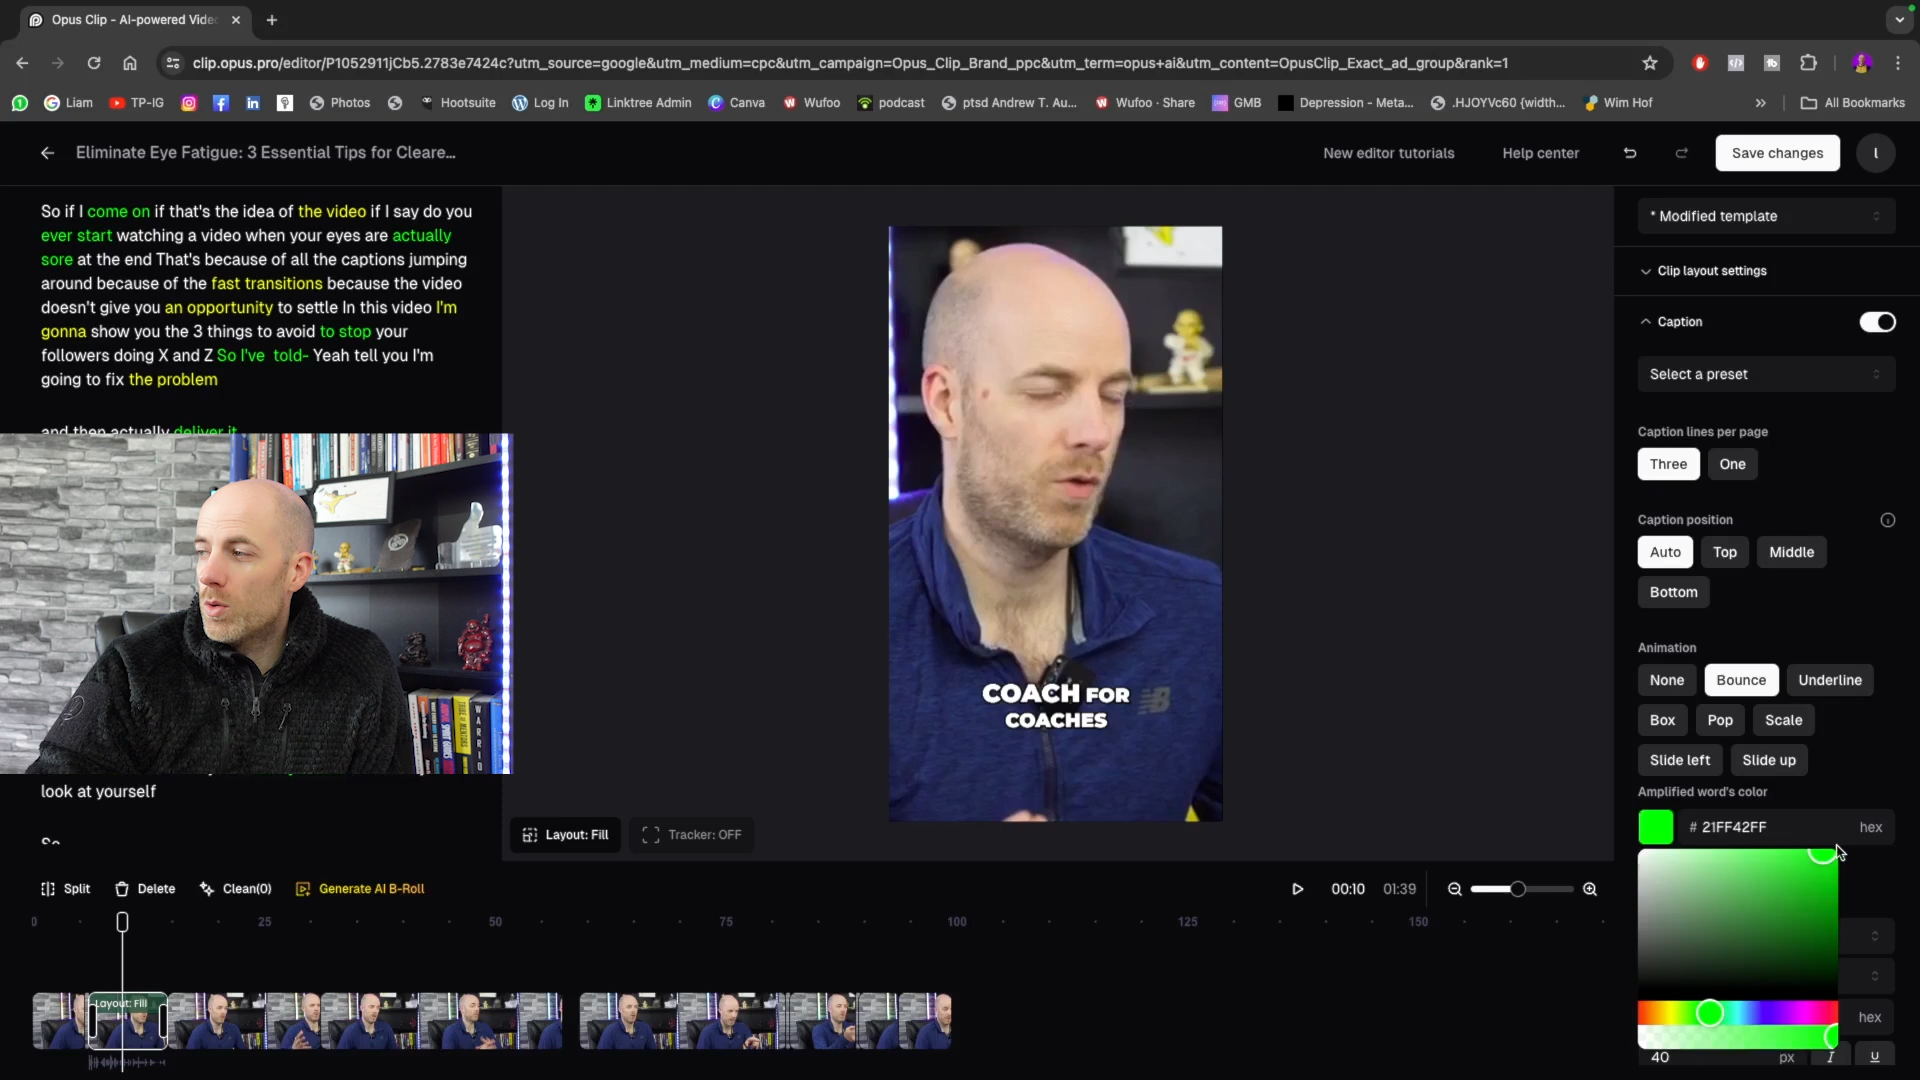 Opus Clip - AI-powered Vide
clip.opus.pro/editor/P1052911jCb5.2783e7424c?utm_source=google&utm_medium=cpc&utm_campaign=Opus_Clip_Brand_ppc&utm_term=opus+ai&utm_content=OpusClip_Exact_ad_group&rank=1
Liam TP-IG Photos Hootsuite Log In Linktree Admin Canva Wufoo podcast ptsd Andrew T. Au... Wufoo · Share GMB Depression - Meta... .HJOYVc60 {width... Wim Hof » All Bookmarks
Eliminate Eye Fatigue: 3 Essential Tips for Cleare...
New editor tutorials Help center Save changes
So if I come on if that's the idea of the video if I say do you
ever start watching a video when your eyes are actually
sore at the end That's because of all the captions jumping
around because of the fast transitions because the video
doesn't give you an opportunity to settle In this video I'm
gonna show you the 3 things to avoid to stop your
followers doing X and Z So I've told- Yeah tell you I'm
going to fix the problem
and then actually deliver it
look at yourself
So
COACH FOR
COACHES
Layout: Fill Tracker: OFF
* Modified template
Clip layout settings
Caption
Select a preset
Caption lines per page
Three One
Caption position
Auto Top Middle
Bottom
Animation
None Bounce Underline
Box Pop Scale
Slide left Slide up
Amplified word's color
# 21FF42FF hex
hex
40 px I U
Split Delete Clean(0) Generate AI B-Roll 00:10 01:39
0 25 50 75 100 125 150
Layout: Fill